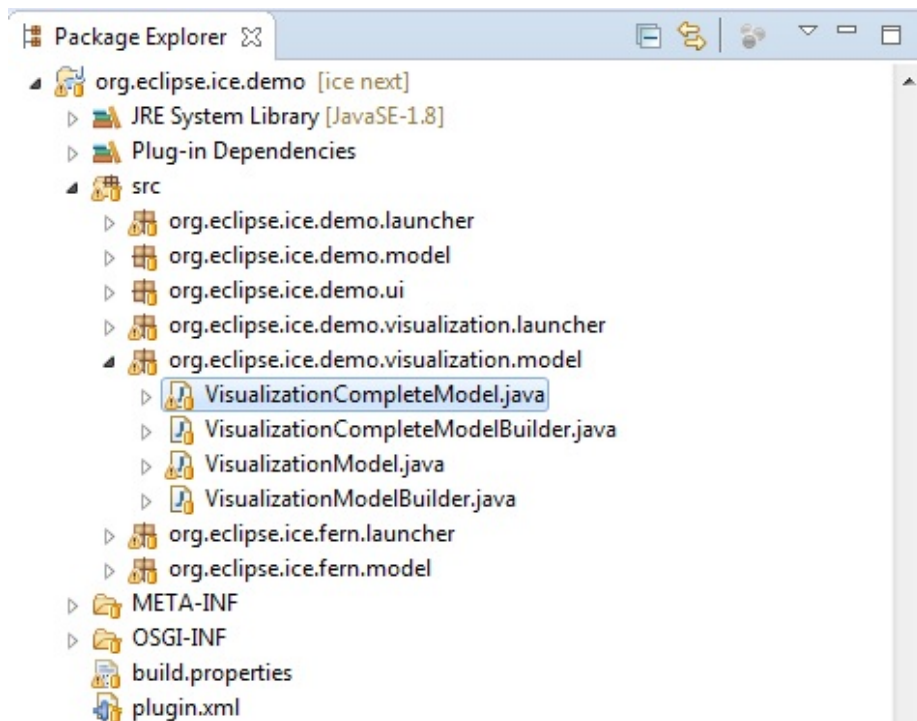 Package Explorer
org.eclipse.ice.demo [ice next]
JRE System Library [JavaSE-1.8]
Plug-in Dependencies
src
org.eclipse.ice.demo.launcher
org.eclipse.ice.demo.model
org.eclipse.ice.demo.ui
org.eclipse.ice.demo.visualization.launcher
org.eclipse.ice.demo.visualization.model
VisualizationCompleteModel.java
VisualizationCompleteModelBuilder.java
VisualizationModel.java
VisualizationModelBuilder.java
org.eclipse.ice.fern.launcher
org.eclipse.ice.fern.model
META-INF
OSGI-INF
build.properties
plugin.xml